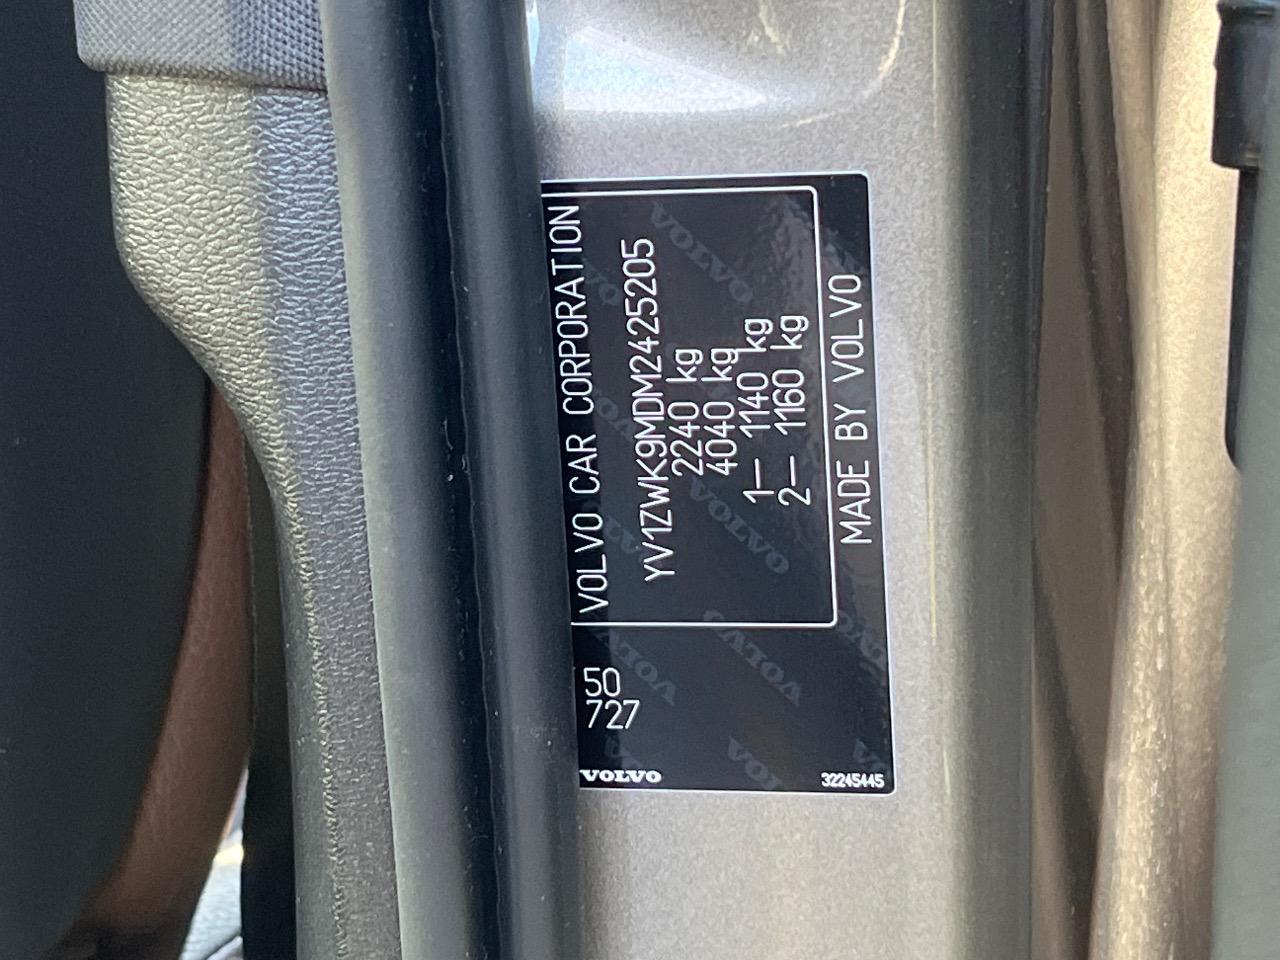 VOLVO CAR CORPORATION
YV1ZWK9MDM2425205
2240 kg
4040 kg
1– 1140 kg
2– 1160 kg
MADE BY VOLVO
50
727
VOLVO
32245445